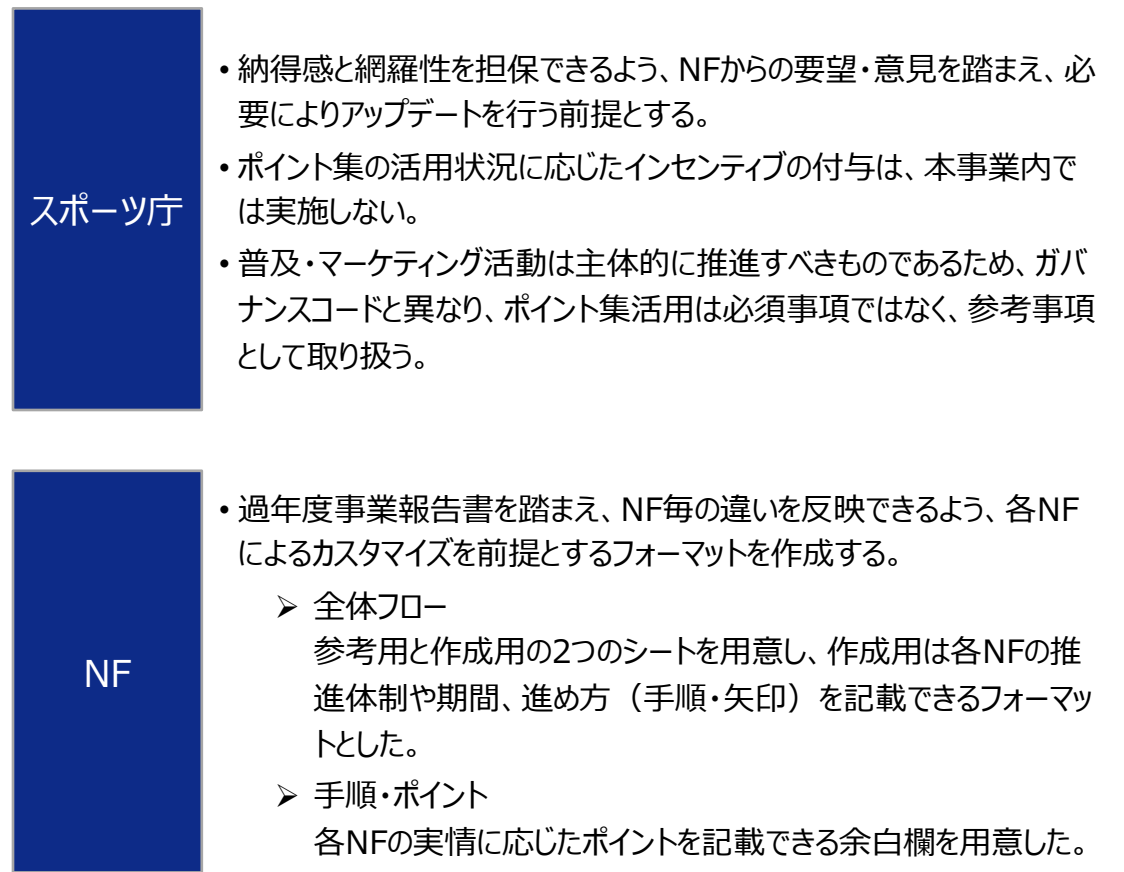 スポーツ庁
• 納得感と網羅性を担保できるよう、NFからの要望・意見を踏まえ、必
要によりアップデートを行う前提とする。
• ポイント集の活用状況に応じたインセンティブの付与は、本事業内で
は実施しない。
• 普及・マーケティング活動は主体的に推進すべきものであるため、ガバ
ナンスコードと異なり、ポイント集活用は必須事項ではなく、参考事項
として取り扱う。
NF
• 過年度事業報告書を踏まえ、NF毎の違いを反映できるよう、各NF
によるカスタマイズを前提とするフォーマットを作成する。
➢ 全体フロー
参考用と作成用の2つのシートを用意し、作成用は各NFの推
進体制や期間、進め方（手順・矢印）を記載できるフォーマッ
トとした。
➢ 手順・ポイント
各NFの実情に応じたポイントを記載できる余白欄を用意した。